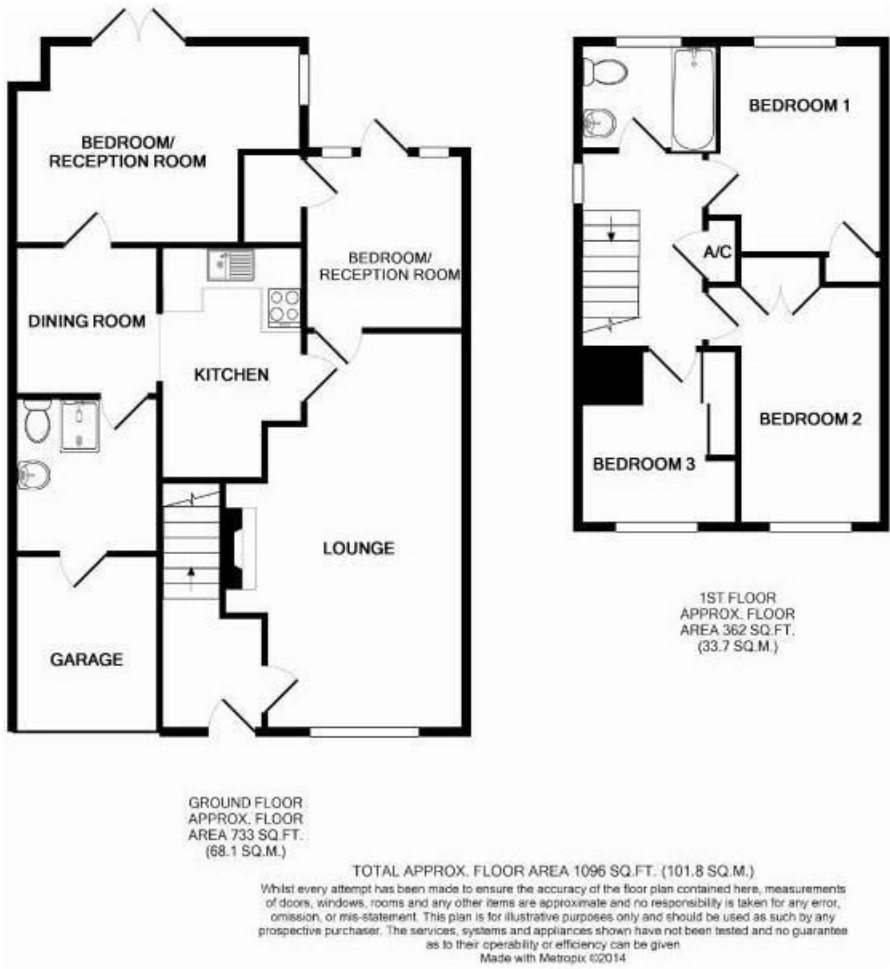 BEDROOM/
RECEPTION ROOM
BEDROOM/
RECEPTION ROOM
DINING ROOM
KITCHEN
LOUNGE
GARAGE
GROUND FLOOR
APPROX. FLOOR
AREA 733 SQ.FT.
(68.1 SQ.M.)
BEDROOM 1
A/C
BEDROOM 2
BEDROOM 3
1ST FLOOR
APPROX. FLOOR
AREA 362 SQ.FT.
(33.7 SQ.M.)
TOTAL APPROX. FLOOR AREA 1096 SQ.FT. (101.8 SQ.M.)
Whilst every attempt has been made to ensure the accuracy of the floor plan contained here, measurements
of doors, windows, rooms and any other items are approximate and no responsibility is taken for any error,
omission, or mis-statement. This plan is for illustrative purposes only and should be used as such by any
prospective purchaser. The services, systems and appliances shown have not been tested and no guarantee
as to their operability or efficiency can be given
Made with Metropix ©2014